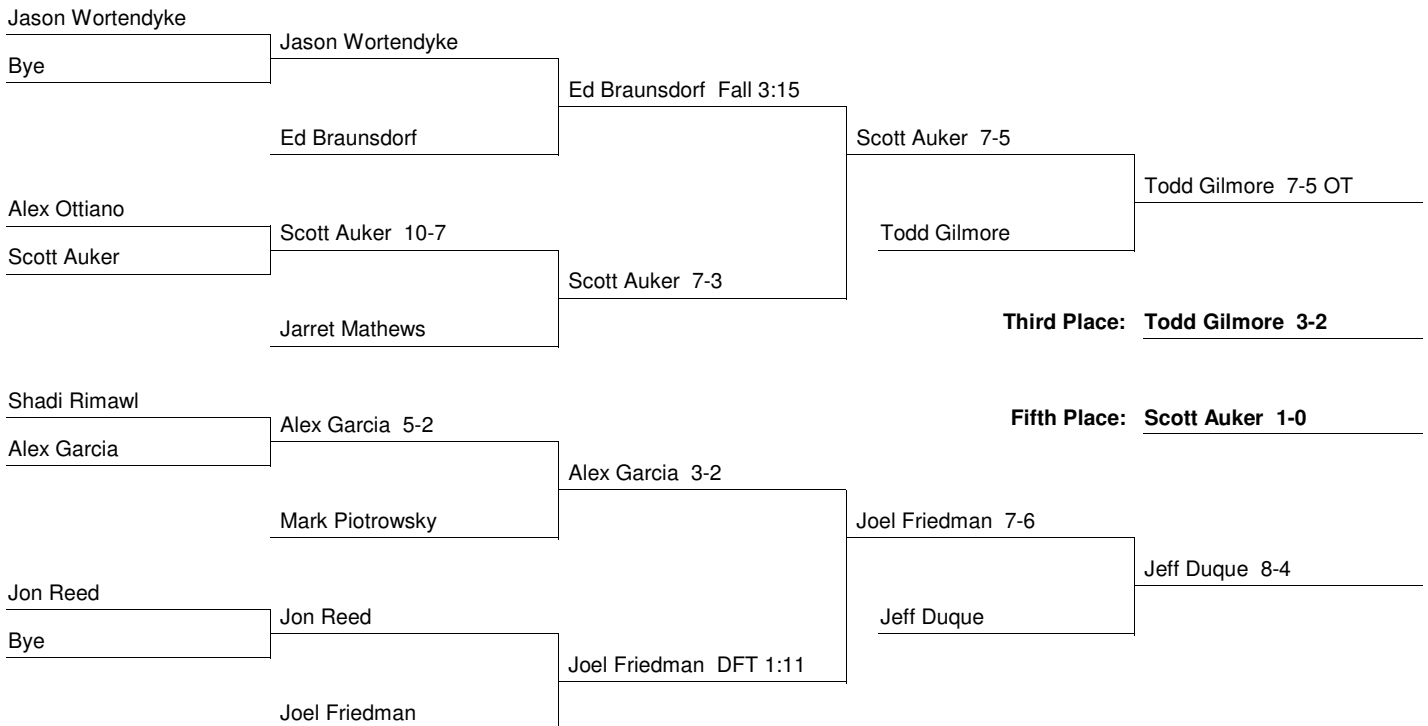 Jason Wortendyke
Jason Wortendyke
Bye
Ed Braunsdorf  Fall 3:15
Ed Braunsdorf
Scott Auker  7-5
Todd Gilmore  7-5 OT
Alex Ottiano
Scott Auker  10-7
Todd Gilmore
Scott Auker
Scott Auker  7-3
Jarret Mathews
Third Place:  Todd Gilmore  3-2
Shadi Rimawl
Alex Garcia  5-2
Fifth Place:  Scott Auker  1-0
Alex Garcia
Alex Garcia  3-2
Mark Piotrowsky
Joel Friedman  7-6
Jeff Duque  8-4
Jon Reed
Jon Reed
Jeff Duque
Bye
Joel Friedman  DFT 1:11
Joel Friedman